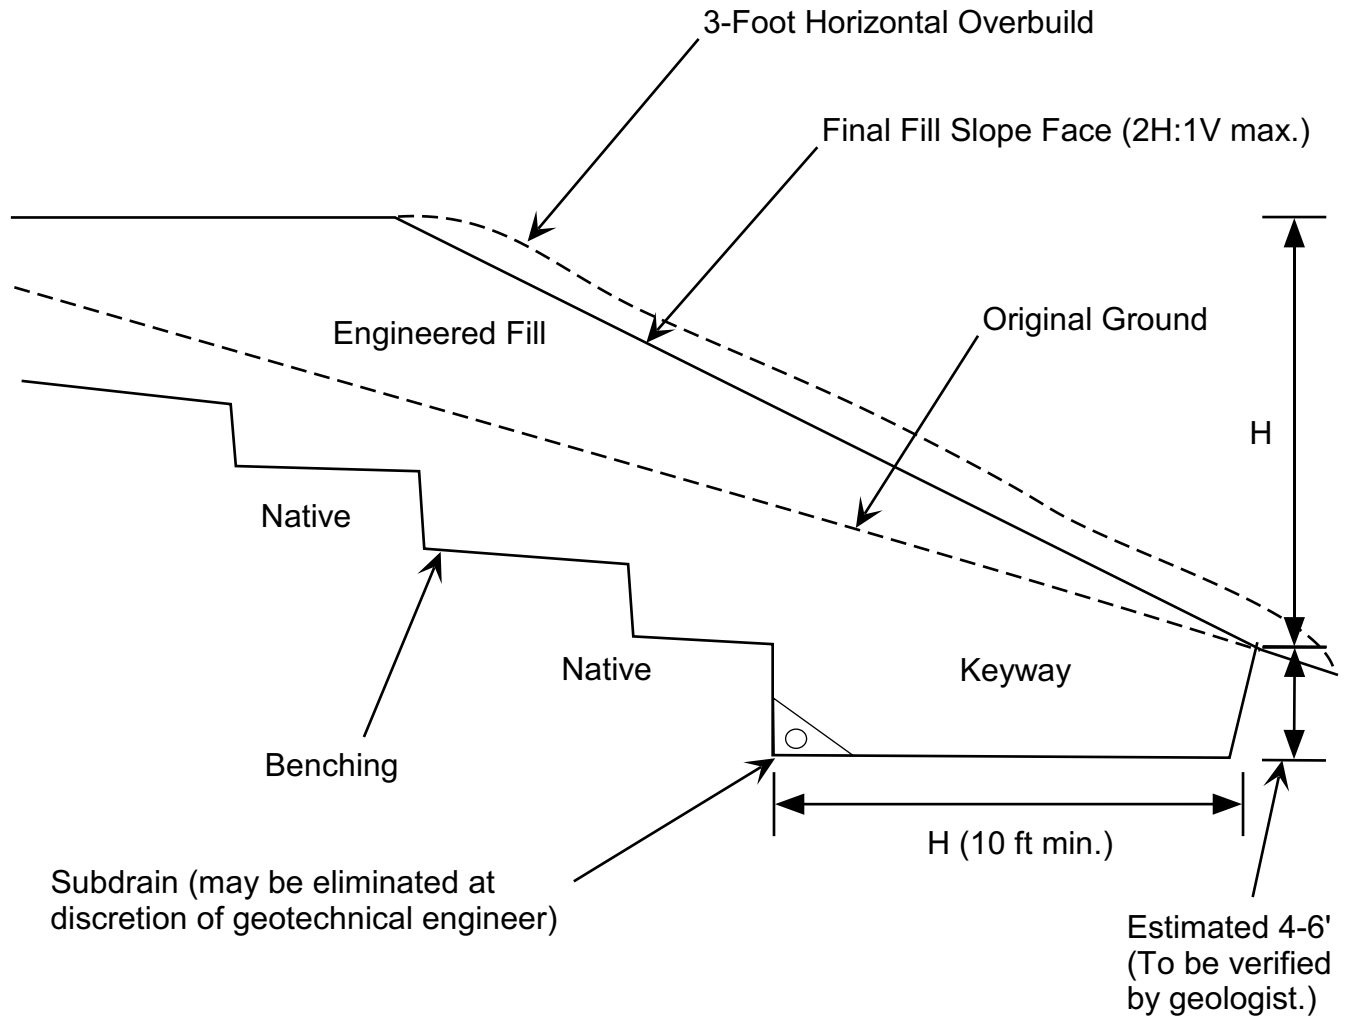 3-Foot Horizontal Overbuild
Final Fill Slope Face (2H:1V max.)
Original Ground
Engineered Fill
H
Native
Native
Keyway
Benching
H (10 ft min.)
Subdrain (may be eliminated at
discretion of geotechnical engineer)
Estimated 4-6'
(To be verified
by geologist.)